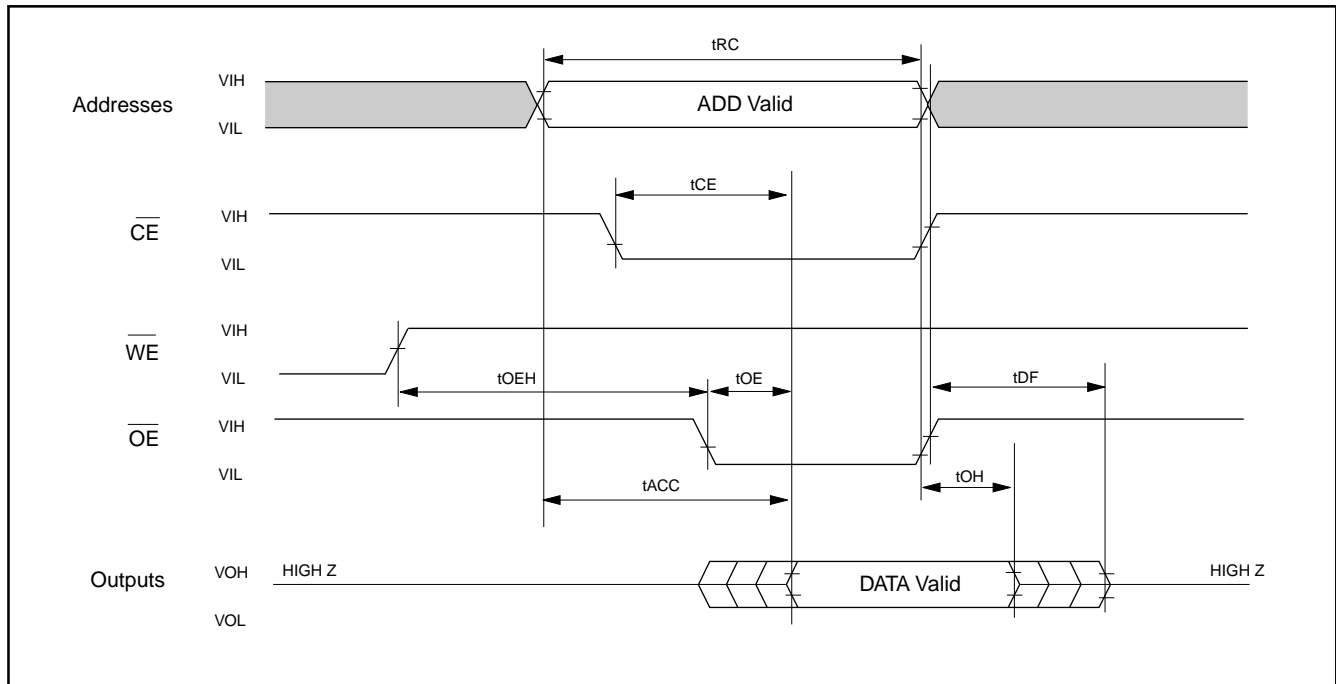 tRC
VIH
Addresses
ADD Valid
VIL
tCE
VIH
CE
VIL
VIH
WE
VIL
tOEH
tOE
tDF
VIH
OE
VIL
tACC
tOH
VOH
HIGH Z
Outputs
DATA Valid
HIGH Z
VOL